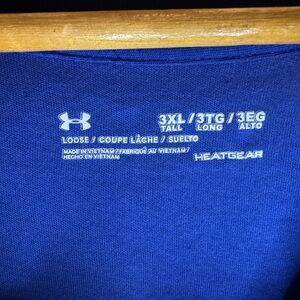 3XL / 3TG / 3EG
TALL LONG ALTO
LOOSE / COUPE LÂCHE / SUELTO
MADE IN VIETNAM / FABRIQUÉ AU VIETNAM /
HECHO EN VIETNAM
HEATGEAR